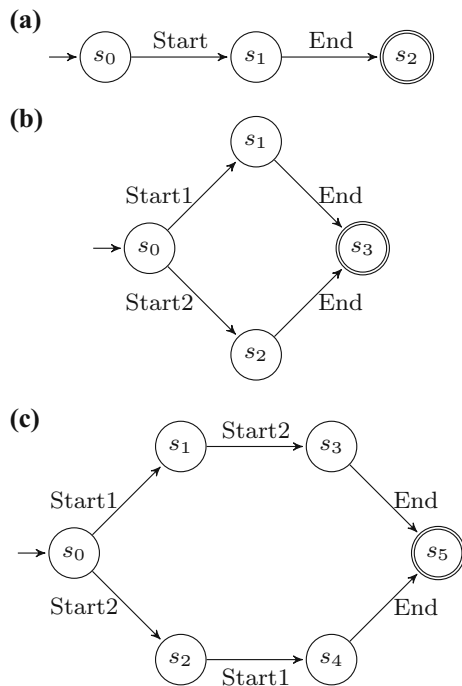 (a)
Start End
s0 s1 s2
(b)
s1
Start1 End
s0 s3
Start2 End
s2
(c)
s1 Start2 s3
Start1 End
s0 s5
Start2 End
s2 Start1 s4